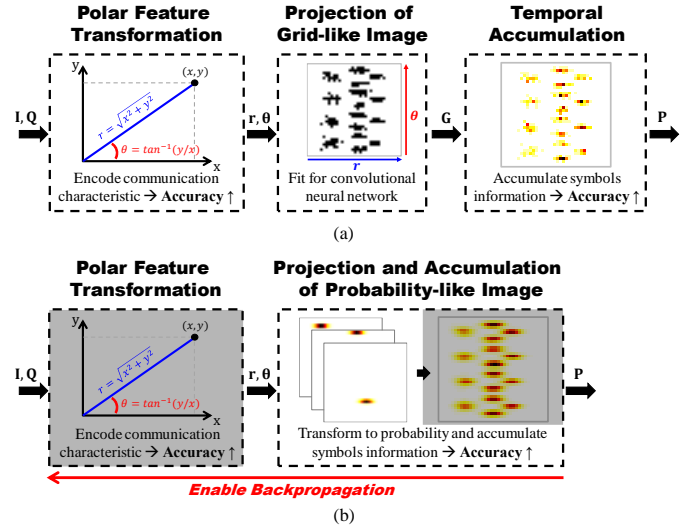 Polar Feature
Transformation
Projection of
Grid-like Image
Temporal
Accumulation
I, Q
y
(x, y)
r = √x² + y²
θ = tan⁻¹(y/x)
x
Encode communication
characteristic → Accuracy ↑
r, θ
θ
r
Fit for convolutional
neural network
G
Accumulate symbols
information → Accuracy ↑
P
(a)
Polar Feature
Transformation
Projection and Accumulation
of Probability-like Image
I, Q
y
(x, y)
r = √x² + y²
θ = tan⁻¹(y/x)
x
Encode communication
characteristic → Accuracy ↑
r, θ
Transform to probability and accumulate
symbols information → Accuracy ↑
P
Enable Backpropagation
(b)